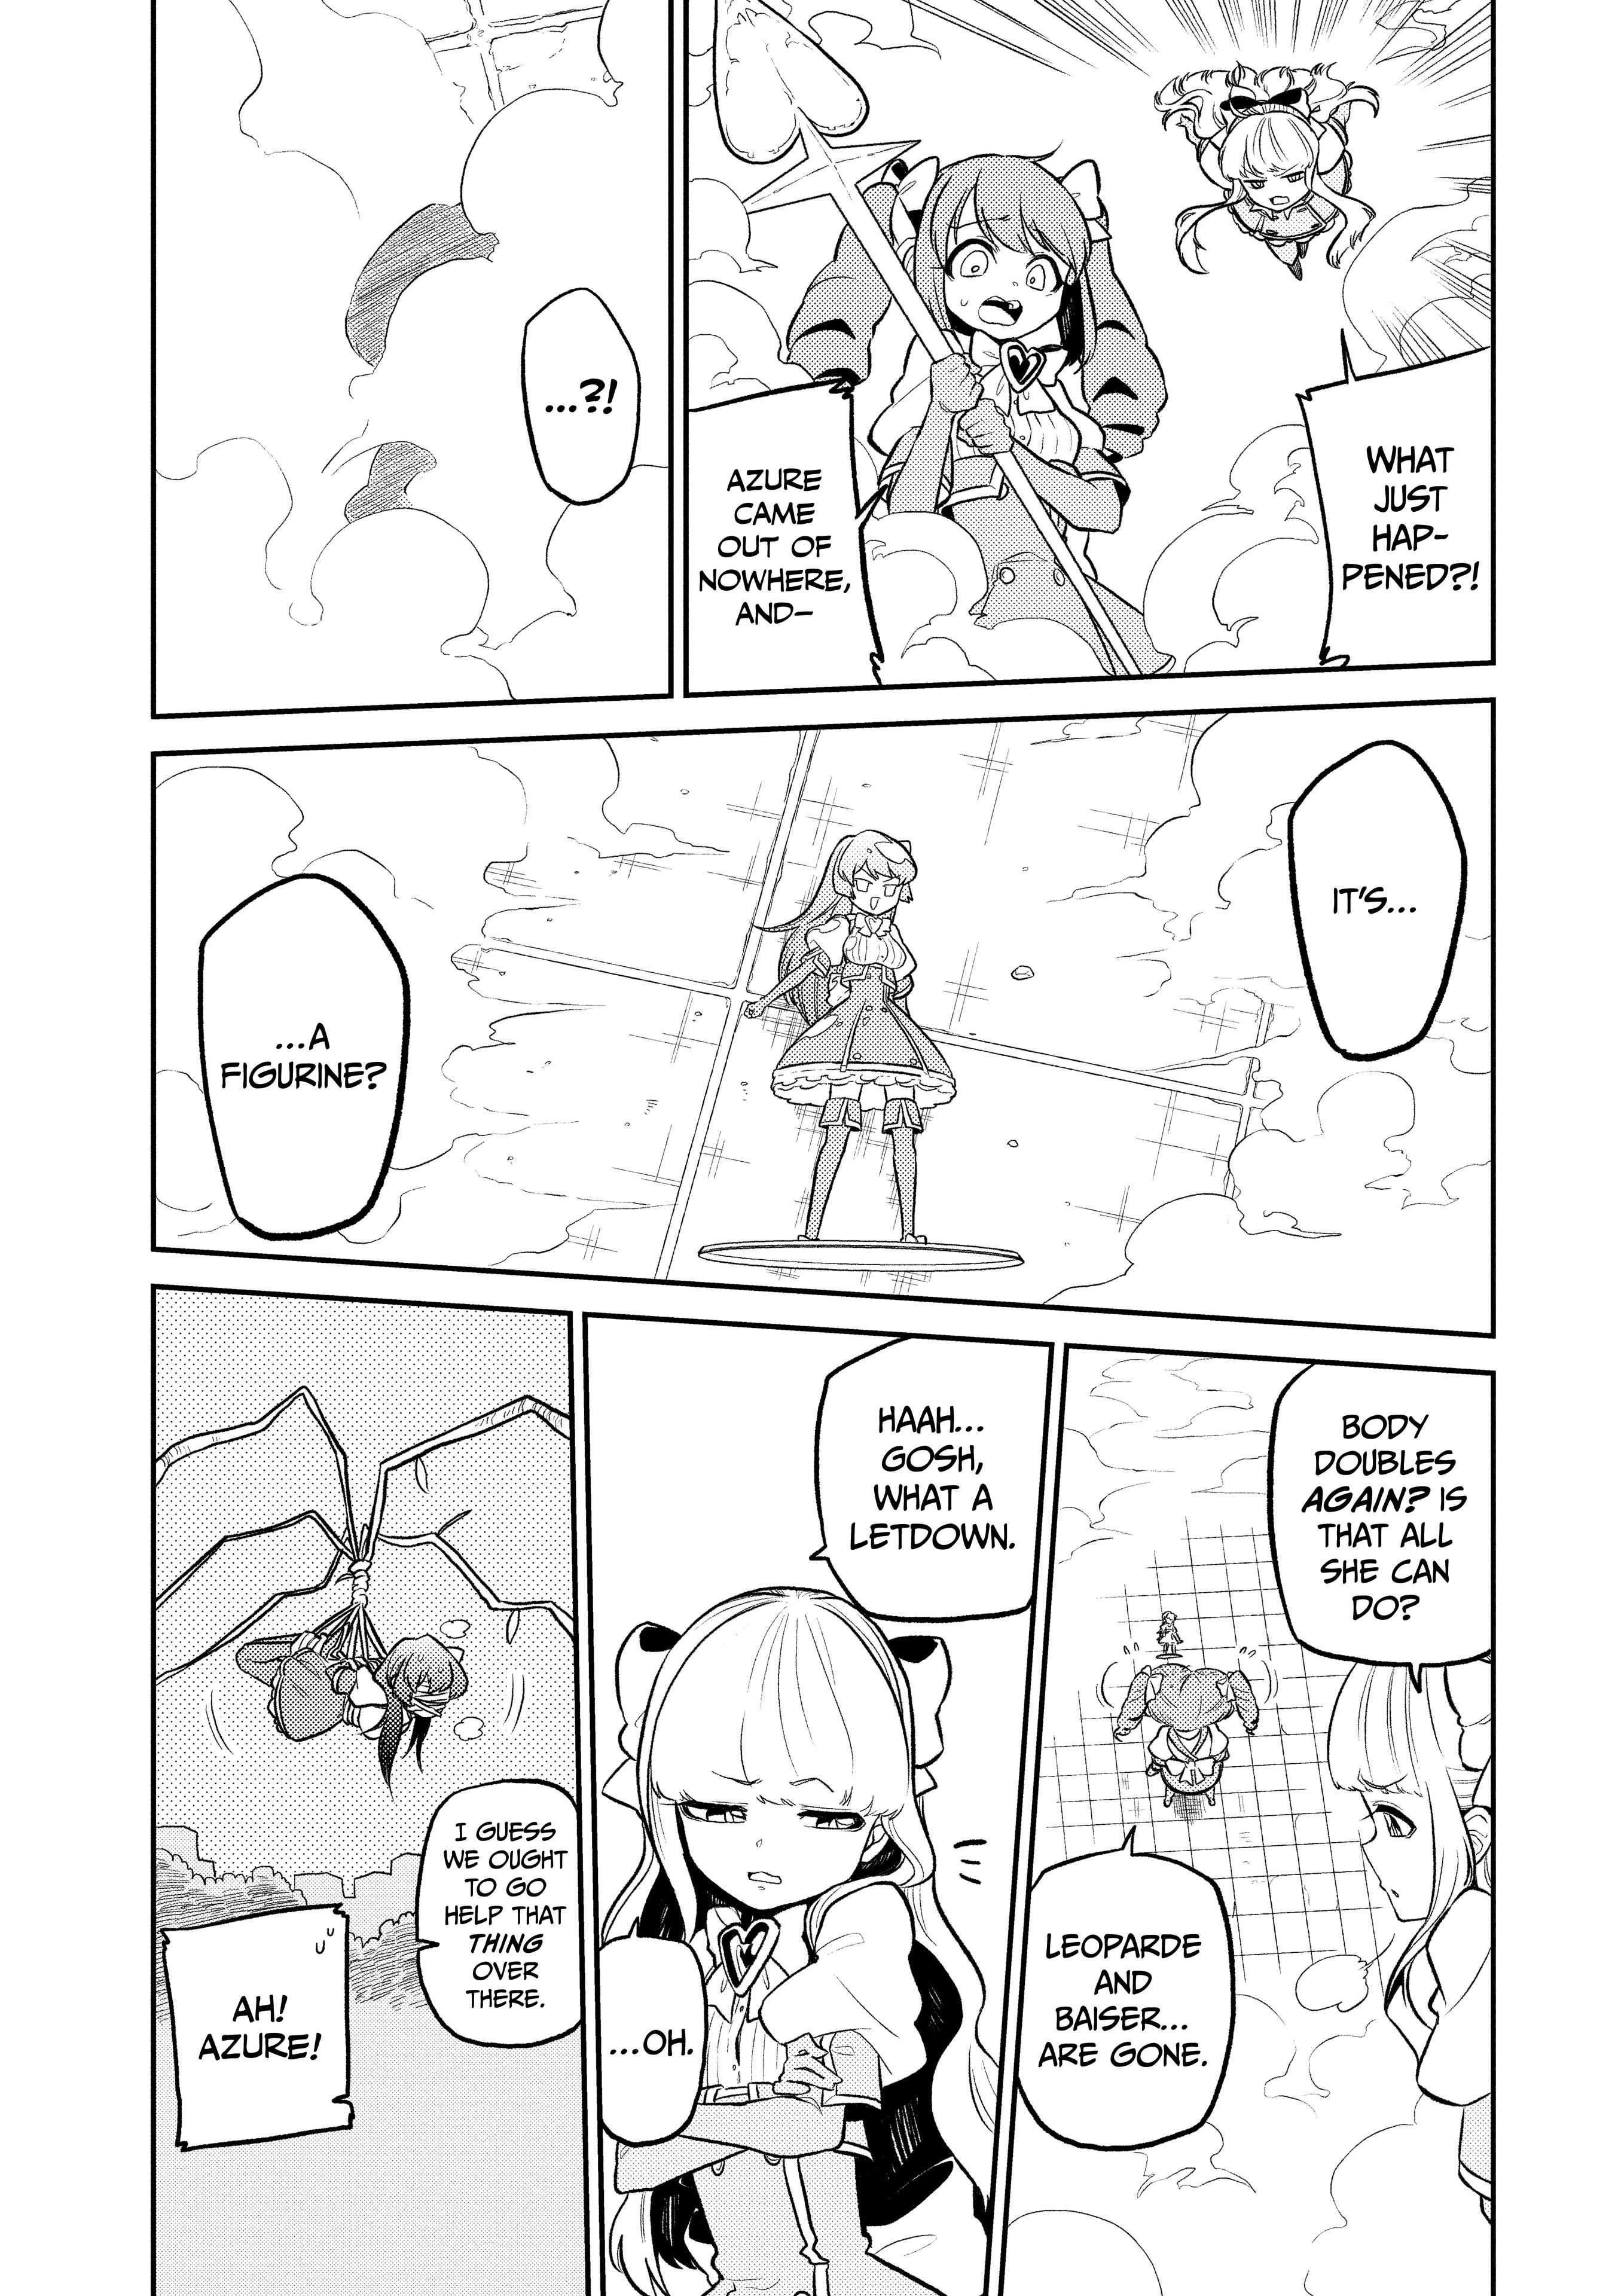 WHAT
JUST
HAP-
PENED?!
AZURE
CAME
OUT OF
NOWHERE,
AND-
...?!
IT'S...
...A
FIGURINE?
BODY
DOUBLES
AGAIN? IS
THAT ALL
SHE CAN
DO?
LEOPARDE
AND
BAISER...
ARE GONE.
HAAH...
GOSH,
WHAT A
LETDOWN.
...OH.
I GUESS
WE OUGHT
TO GO
HELP THAT
THING
OVER
THERE.
AH!
AZURE!